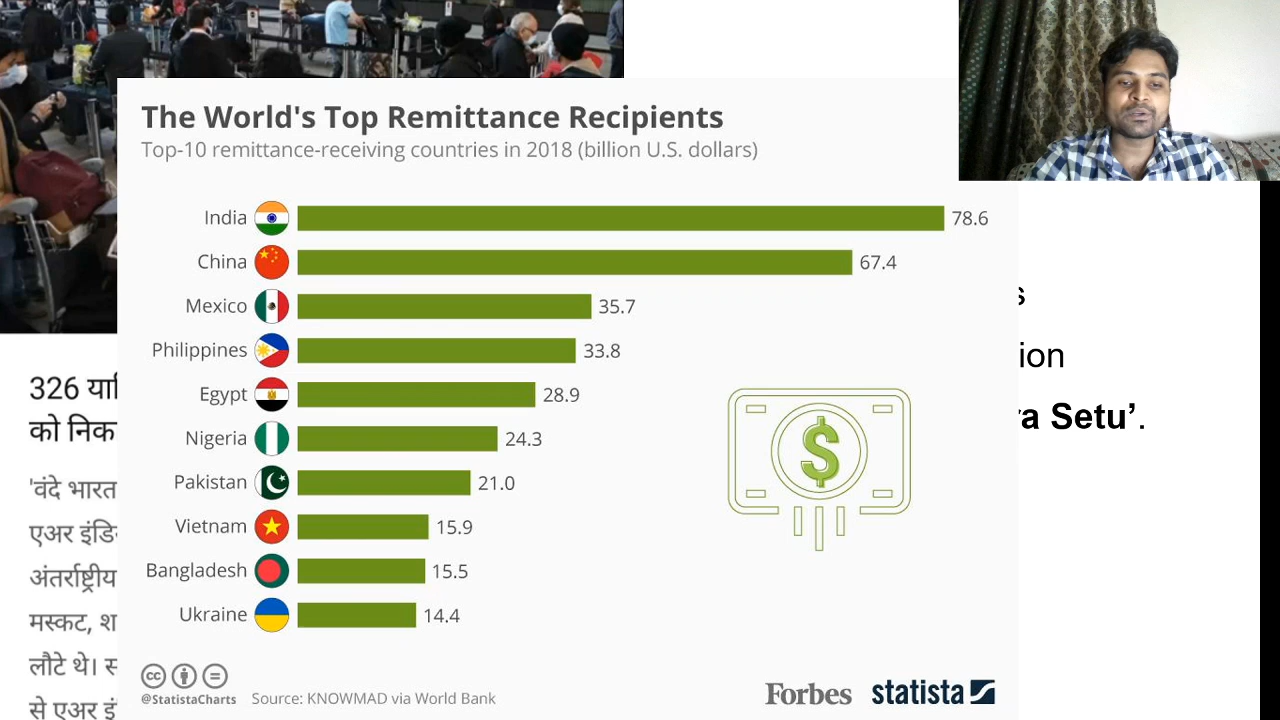 The World's Top Remittance Recipients
Top-10 remittance-receiving countries in 2018 (billion U.S. dollars)
India 78.6
China 67.4
Mexico 35.7
Philippines 33.8
Egypt 28.9
Nigeria 24.3
Pakistan 21.0
Vietnam 15.9
Bangladesh 15.5
Ukraine 14.4
cc
@StatistaCharts Source: KNOWMAD via World Bank
Forbes statista
326
को निक
'वंदे भारत
एअर इंडि
अंतर्राष्ट्रीय
मस्कट, श
लौटे थे। स
से एअर इं
s
ion
ra Setu’.